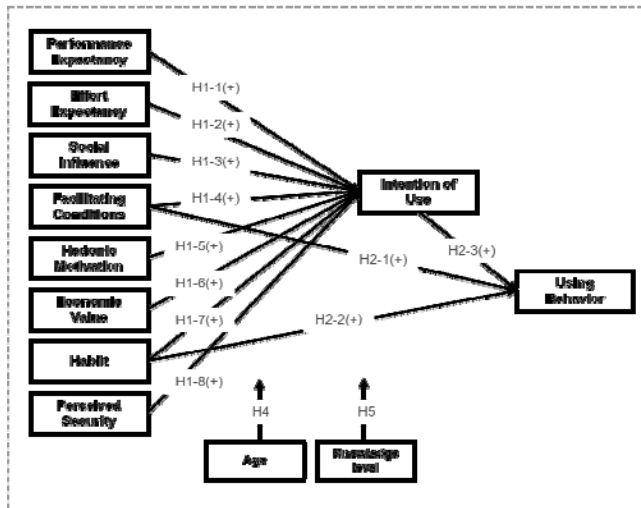 Performance
Expectancy
H1-1(+)
Effort
Expectancy
H1-2(+)
Social
Influence
H1-3(+)
Facilitating
Conditions
H1-4(+)
Intention of
Use
Hedonic
Motivation
H1-5(+)
H2-1(+)
H2-3(+)
Economic
Value
H1-6(+)
Using
Behavior
H1-7(+)
H2-2(+)
Habit
H1-8(+)
Perceived
Security
H4
H5
Age
Knowledge
level